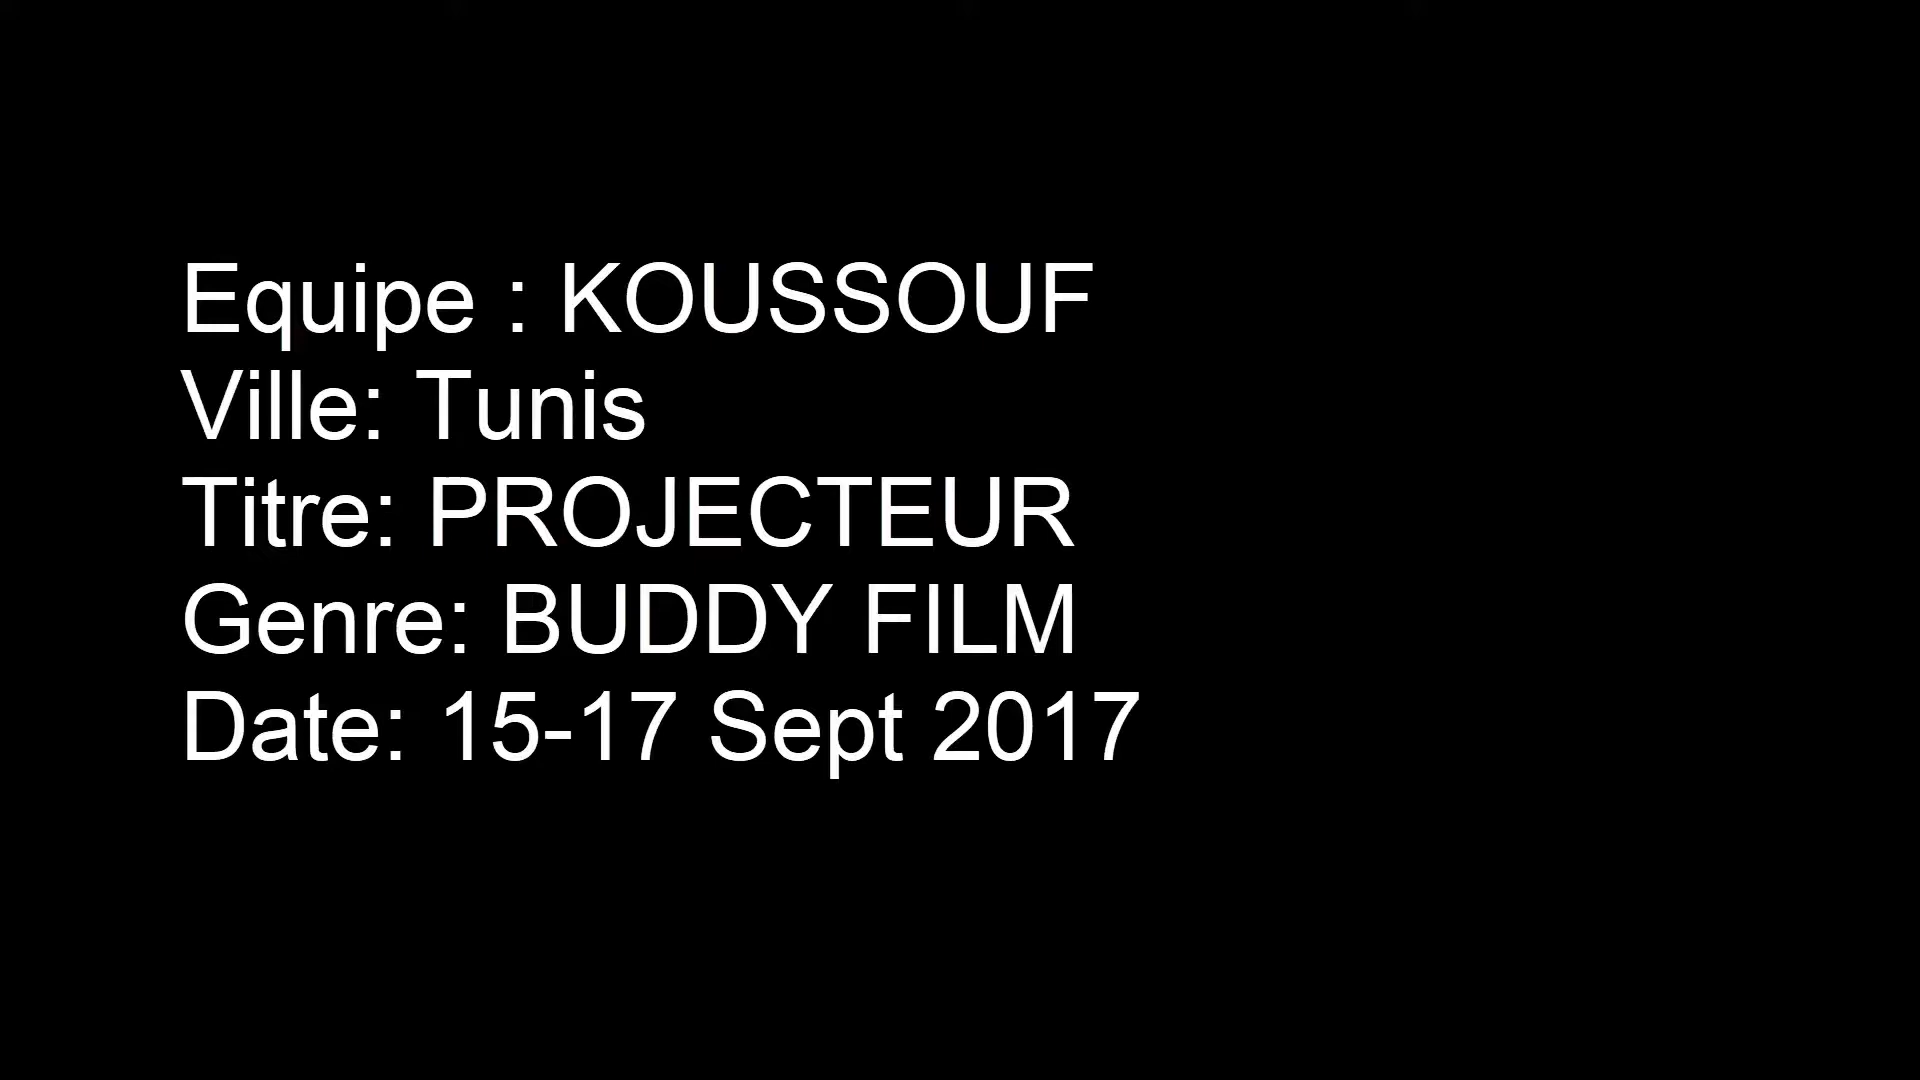 Equipe : KOUSSOUF
Ville: Tunis
Titre: PROJECTEUR
Genre: BUDDY FILM
Date: 15-17 Sept 2017